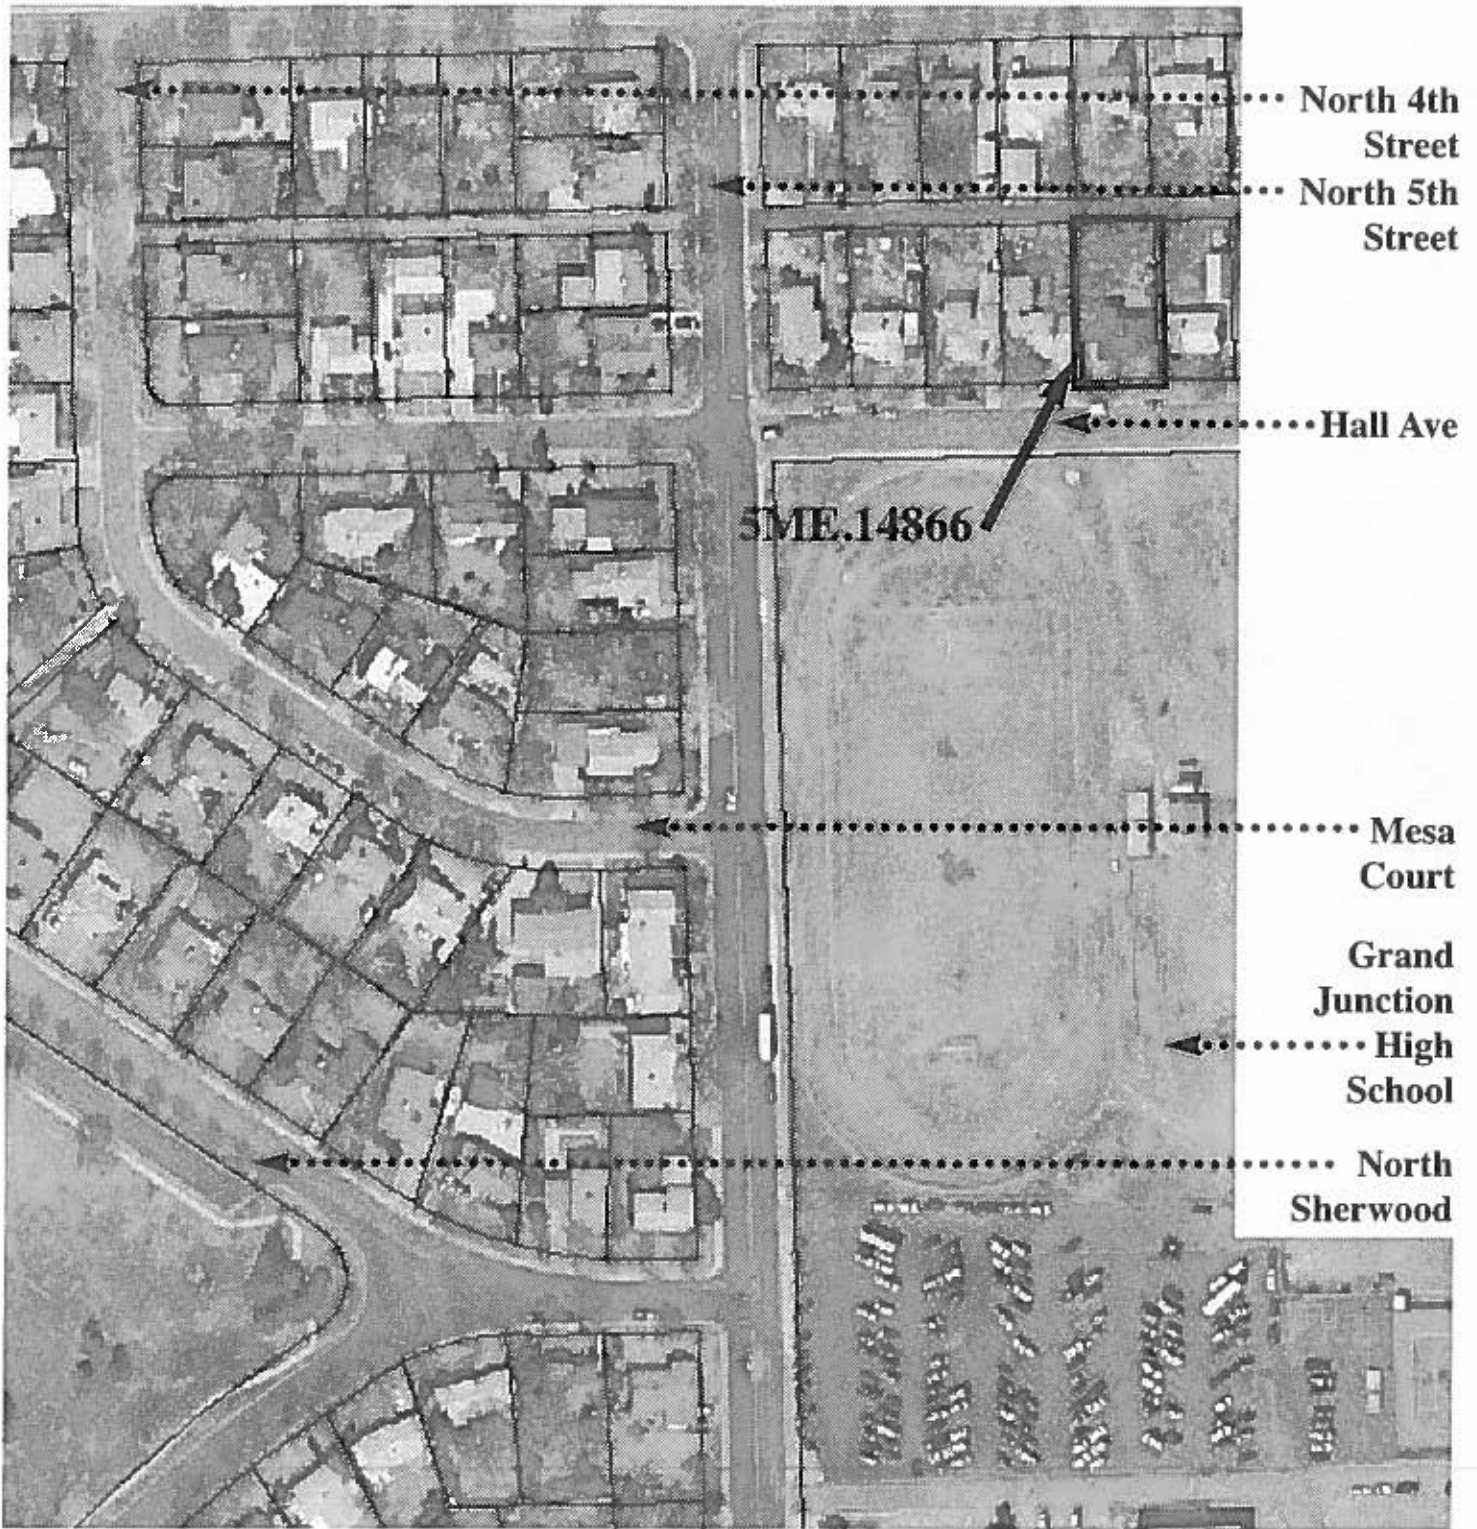 North 4th
Street
North 5th
Street
Hall Ave
5ME.14866
Mesa
Court
Grand
Junction
High
School
North
Sherwood